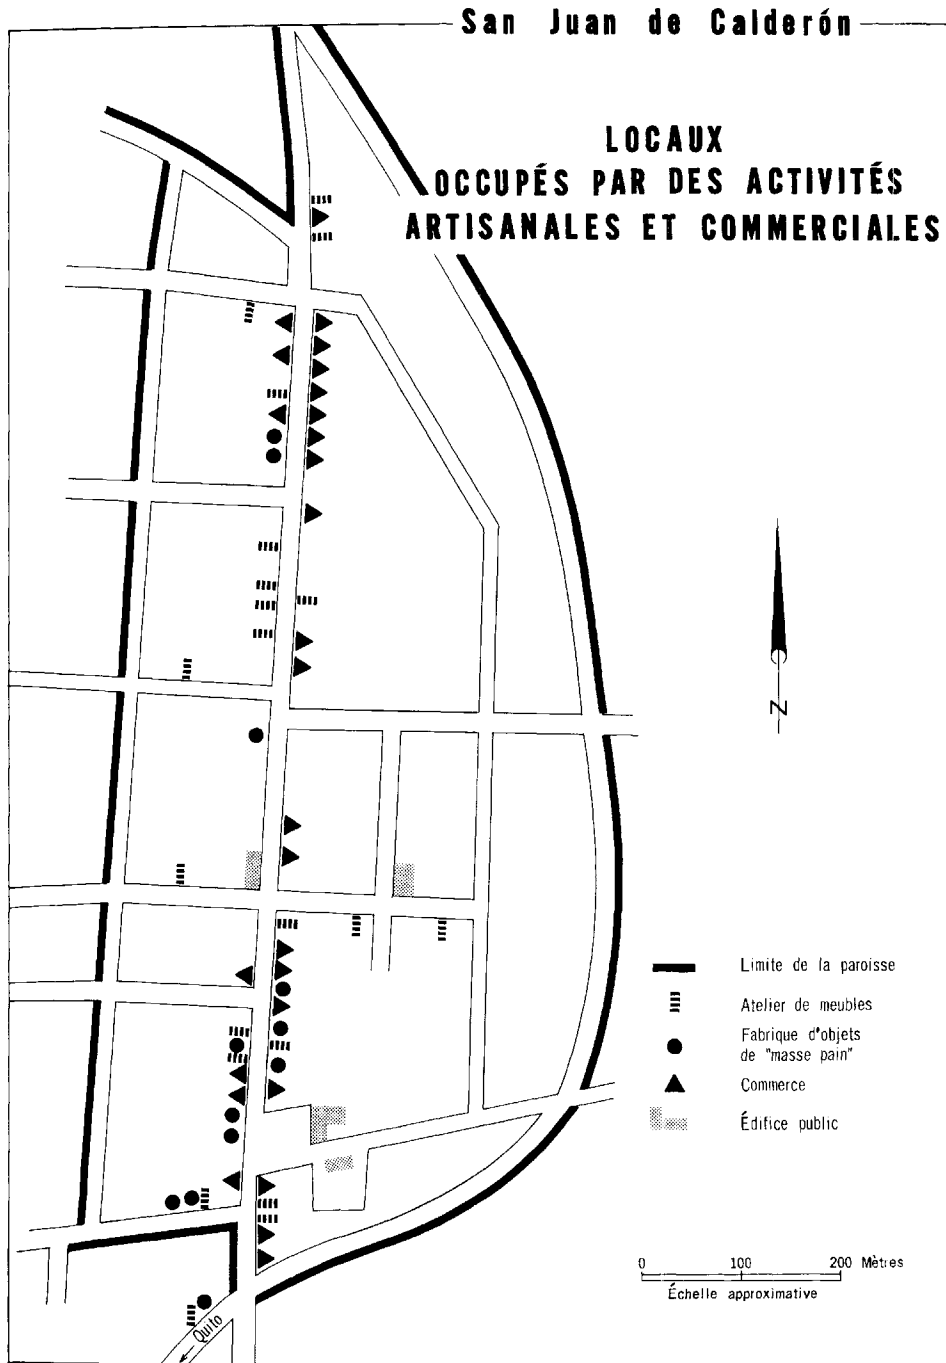 San Juan de Calderón
LOCAUX
OCCUPÉS PAR DES ACTIVITÉS
ARTISANALES ET COMMERCIALES
N
Limite de la paroisse
Atelier de meubles
Fabrique d'objets
de "masse pain"
Commerce
Édifice public
0 100 200 Mètres
Échelle approximative
Quito